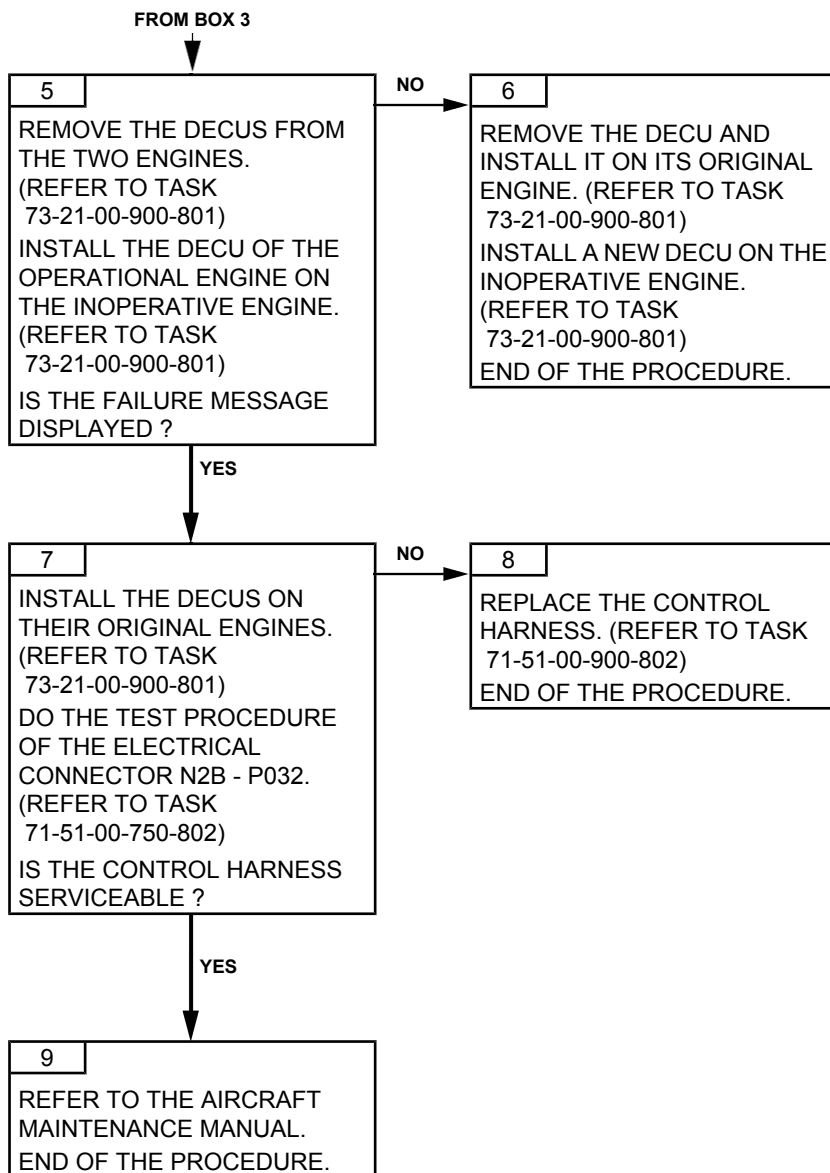 FROM BOX 3
5
REMOVE THE DECUS FROM
THE TWO ENGINES.
(REFER TO TASK
73-21-00-900-801)
INSTALL THE DECU OF THE
OPERATIONAL ENGINE ON
THE INOPERATIVE ENGINE.
(REFER TO TASK
73-21-00-900-801)
IS THE FAILURE MESSAGE
DISPLAYED ?
NO
6
REMOVE THE DECU AND
INSTALL IT ON ITS ORIGINAL
ENGINE. (REFER TO TASK
73-21-00-900-801)
INSTALL A NEW DECU ON THE
INOPERATIVE ENGINE.
(REFER TO TASK
73-21-00-900-801)
END OF THE PROCEDURE.
YES
7
INSTALL THE DECUS ON
THEIR ORIGINAL ENGINES.
(REFER TO TASK
73-21-00-900-801)
DO THE TEST PROCEDURE
OF THE ELECTRICAL
CONNECTOR N2B - P032.
(REFER TO TASK
71-51-00-750-802)
IS THE CONTROL HARNESS
SERVICEABLE ?
NO
8
REPLACE THE CONTROL
HARNESS. (REFER TO TASK
71-51-00-900-802)
END OF THE PROCEDURE.
YES
9
REFER TO THE AIRCRAFT
MAINTENANCE MANUAL.
END OF THE PROCEDURE.